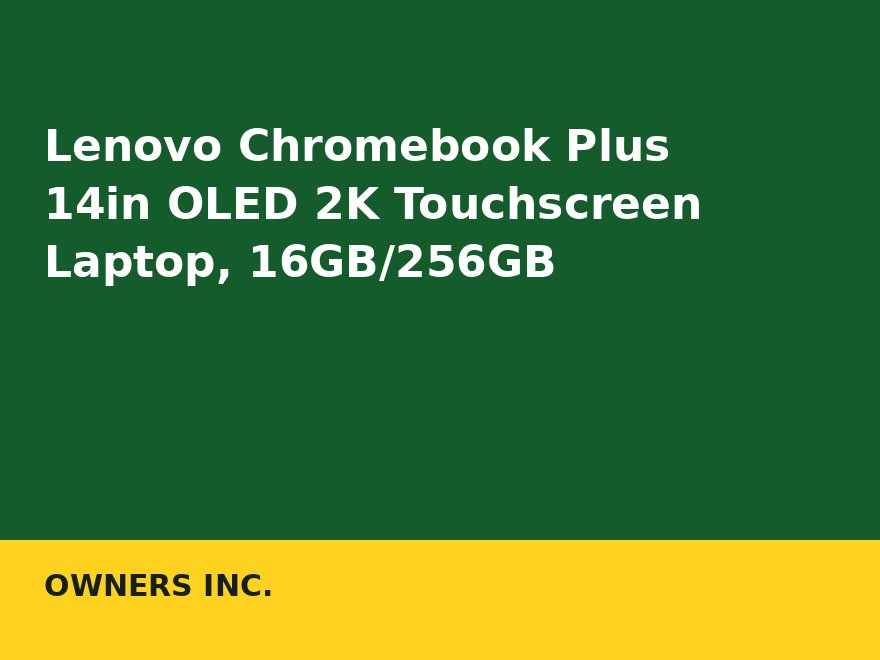 Lenovo Chromebook Plus
14in OLED 2K Touchscreen
Laptop, 16GB/256GB
OWNERS INC.